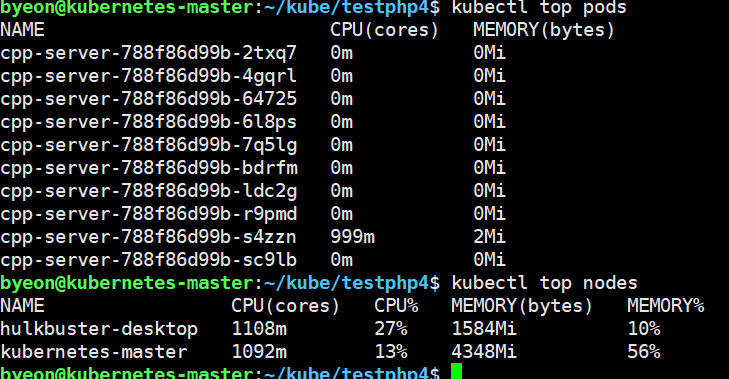 byeon@kubernetes-master:~/kube/testphp4$ kubectl top pods
NAME CPU(cores) MEMORY(bytes)
cpp-server-788f86d99b-2txq7 0m 0Mi
cpp-server-788f86d99b-4gqrl 0m 0Mi
cpp-server-788f86d99b-64725 0m 0Mi
cpp-server-788f86d99b-6l8ps 0m 0Mi
cpp-server-788f86d99b-7q5lg 0m 0Mi
cpp-server-788f86d99b-bdrfm 0m 0Mi
cpp-server-788f86d99b-ldc2g 0m 0Mi
cpp-server-788f86d99b-r9pmd 0m 0Mi
cpp-server-788f86d99b-s4zzn 999m 2Mi
cpp-server-788f86d99b-sc9lb 0m 0Mi
byeon@kubernetes-master:~/kube/testphp4$ kubectl top nodes
NAME CPU(cores) CPU% MEMORY(bytes) MEMORY%
hulkbuster-desktop 1108m 27% 1584Mi 10%
kubernetes-master 1092m 13% 4348Mi 56%
byeon@kubernetes-master:~/kube/testphp4$